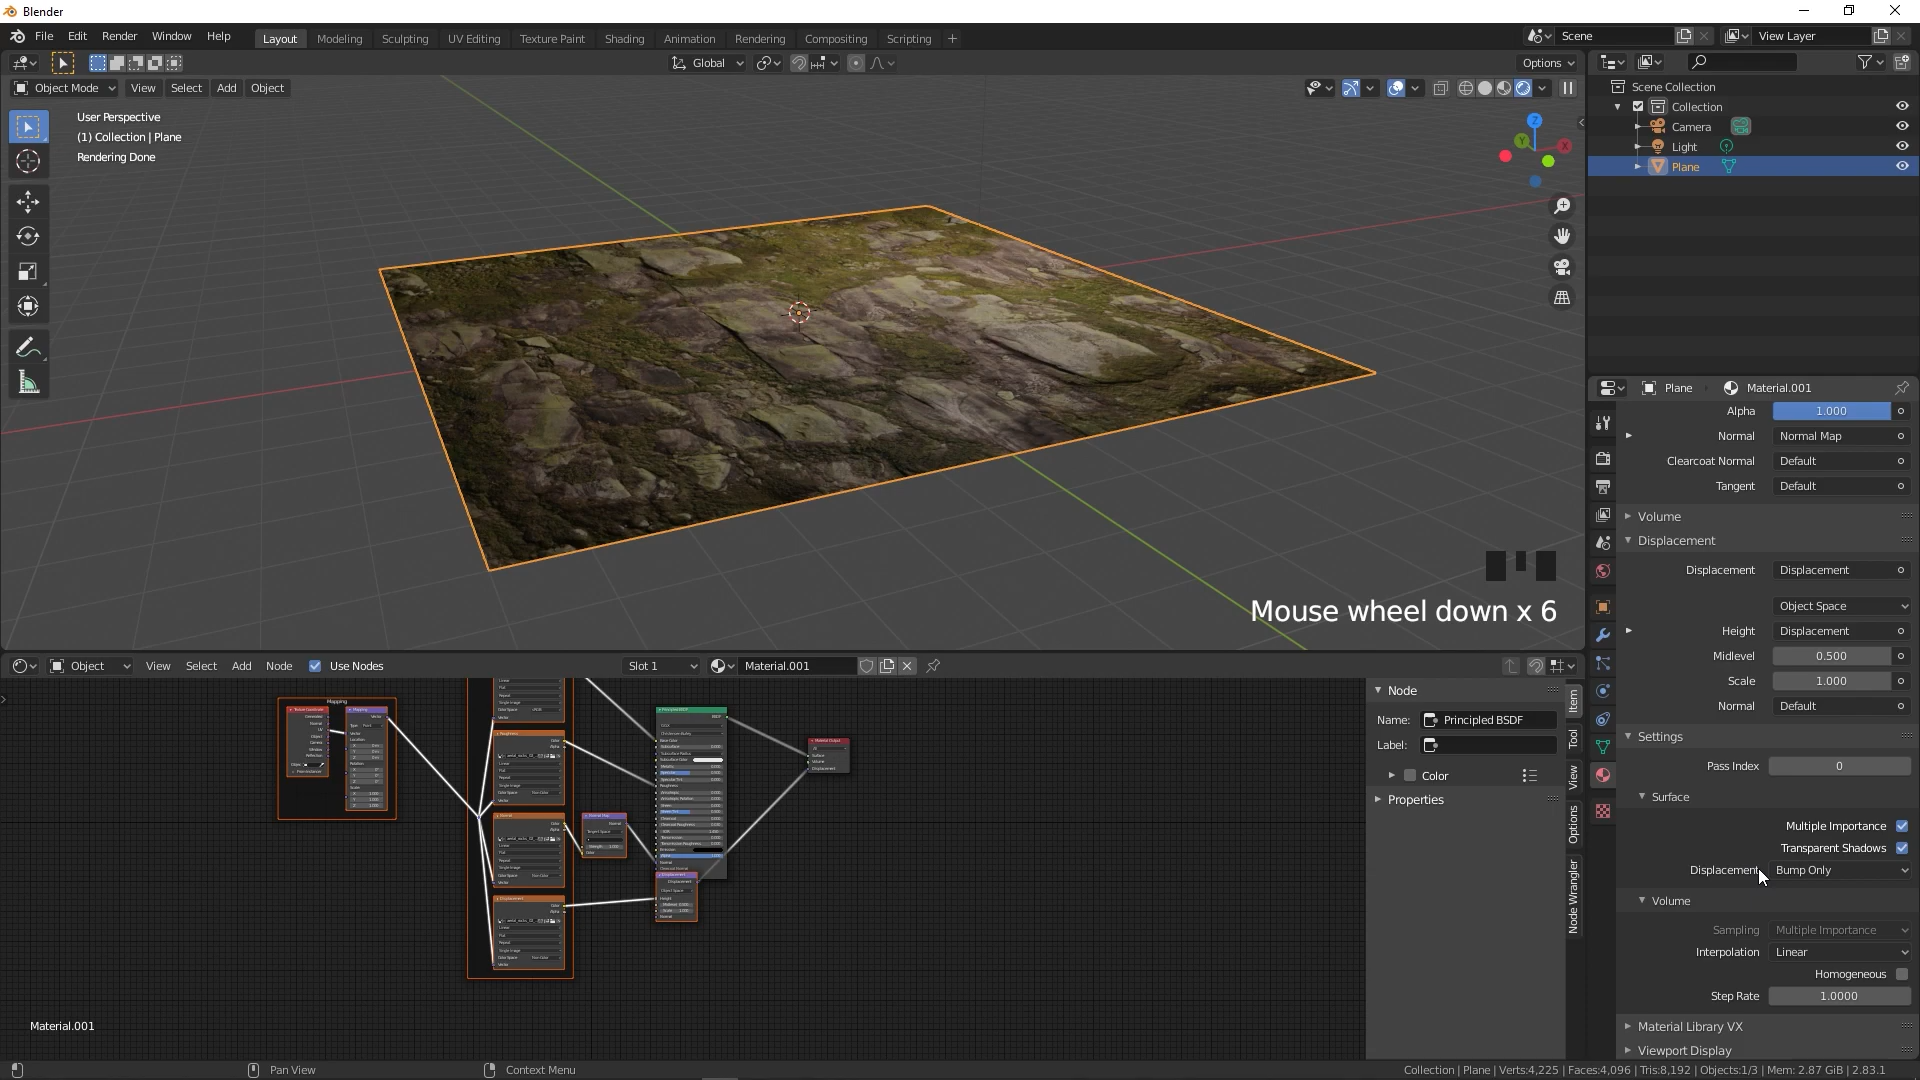 Blender
File Edit Render Window Help
Layout Modeling Sculpting UV Editing Texture Paint Shading Animation Rendering Compositing Scripting +
Scene
View Layer
Global
Options
Object Mode View Select Add Object
User Perspective
(1) Collection | Plane
Rendering Done
Z
Y
X
Mouse wheel down x 6
Scene Collection
Collection
Camera
Light
Plane
Plane
Material.001
Alpha 1.000
Normal Normal Map
Clearcoat Normal Default
Tangent Default
Volume
Displacement
Displacement Displacement
Object Space
Height Displacement
Midlevel 0.500
Scale 1.000
Normal Default
Settings
Pass Index 0
Surface
Multiple Importance
Transparent Shadows
Displacement Bump Only
Volume
Sampling Multiple Importance
Interpolation Linear
Homogeneous
Step Rate 1.0000
Material Library VX
Viewport Display
Object View Select Add Node Use Nodes
Slot 1
Material.001
Mapping
Node
Name: Principled BSDF
Label:
Color
Properties
Item
Tool
View
Options
Node Wrangler
Material.001
Pan View
Context Menu
Collection | Plane | Verts:4,225 | Faces:4,096 | Tris:8,192 | Objects:1/3 | Mem: 2.87 GiB | 2.83.1